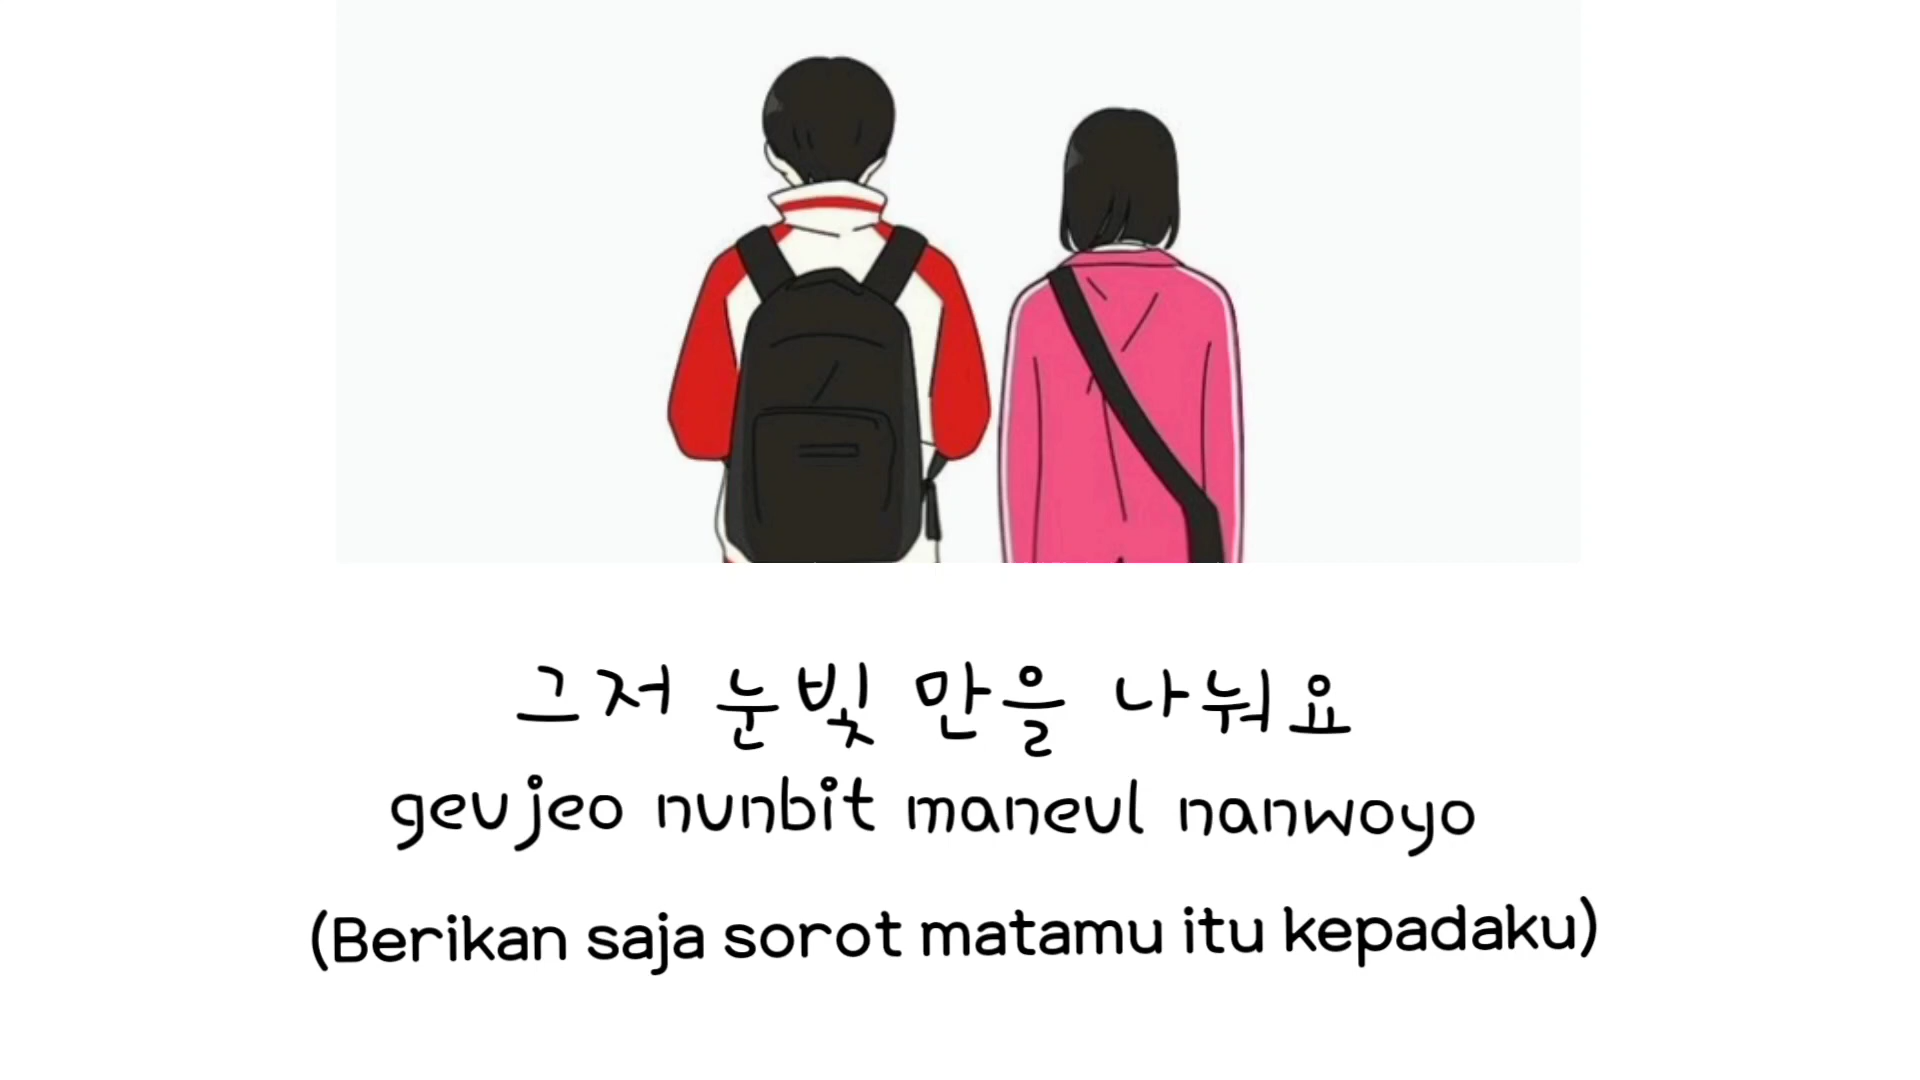 그저 눈빛 만을 나눠요
geujeo nunbit maneul nanwoyo
(Berikan saja sorot matamu itu kepadaku)